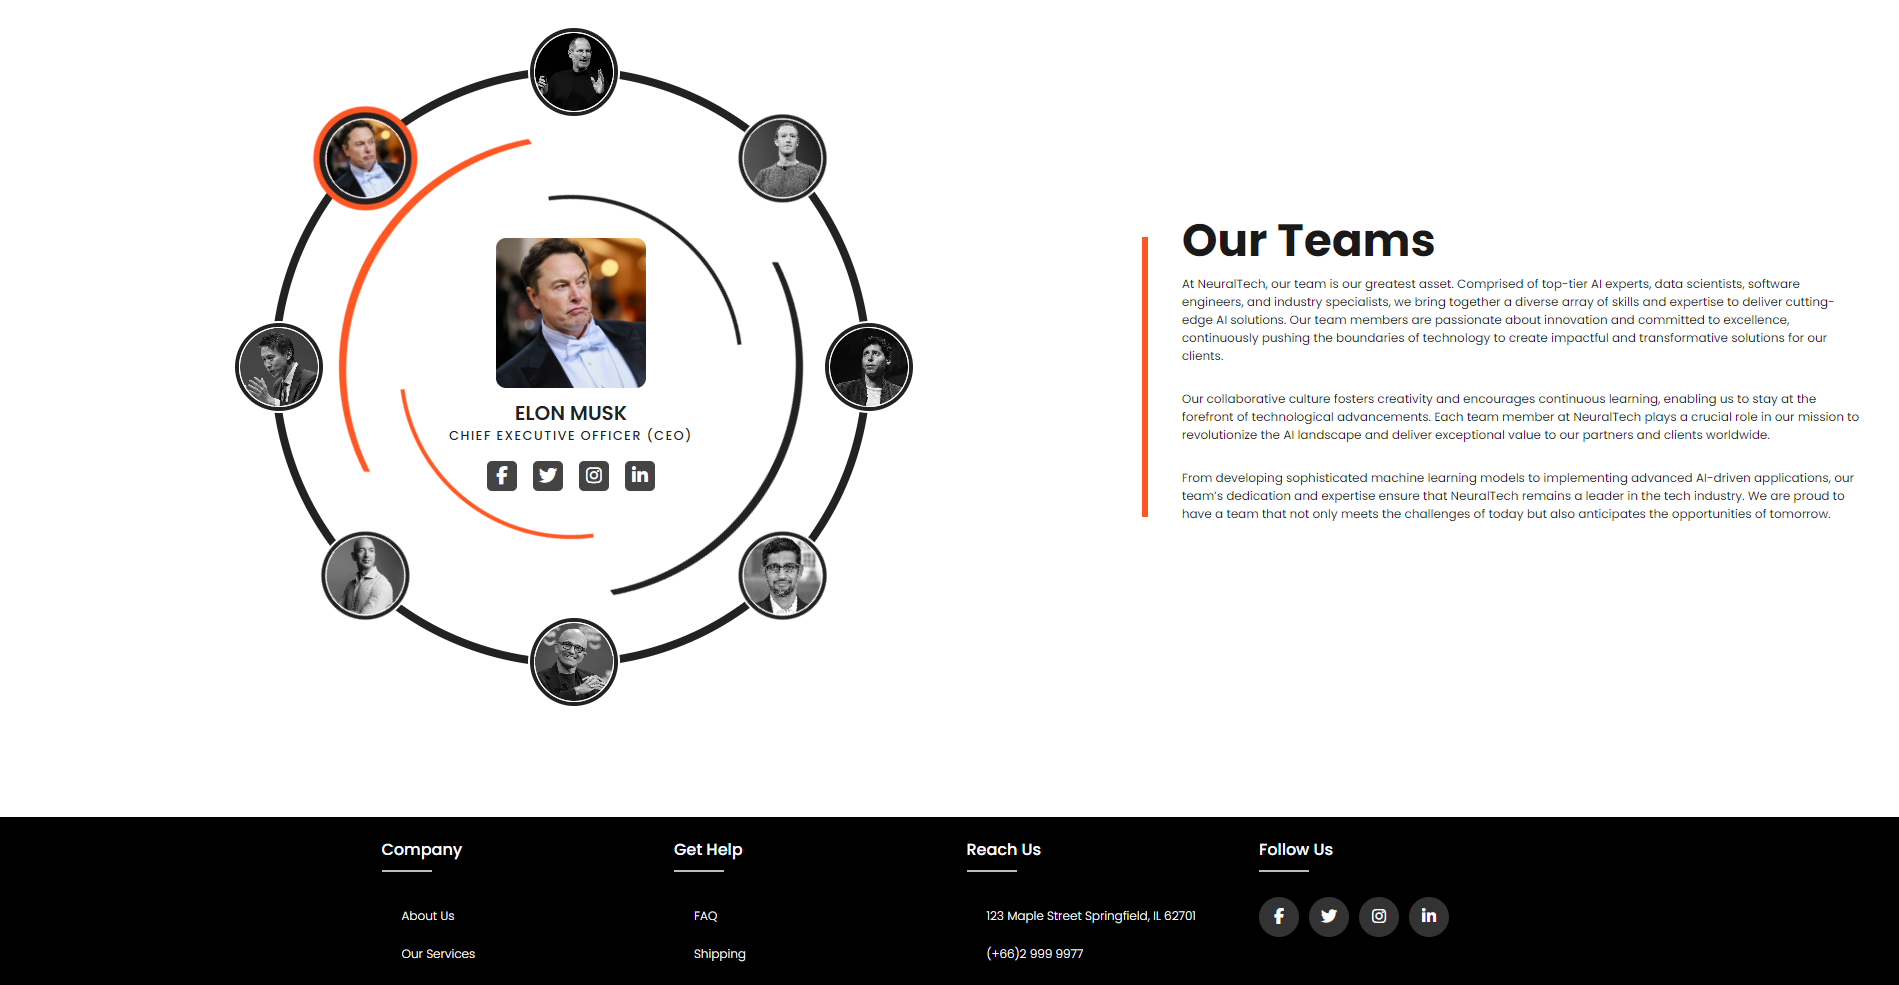 ELON MUSK
CHIEF EXECUTIVE OFFICER (CEO)
Our Teams
At NeuralTech, our team is our greatest asset. Comprised of top-tier AI experts, data scientists, software
engineers, and industry specialists, we bring together a diverse array of skills and expertise to deliver cutting-
edge AI solutions. Our team members are passionate about innovation and committed to excellence,
continuously pushing the boundaries of technology to create impactful and transformative solutions for our
clients.
Our collaborative culture fosters creativity and encourages continuous learning, enabling us to stay at the
forefront of technological advancements. Each team member at NeuralTech plays a crucial role in our mission to
revolutionize the AI landscape and deliver exceptional value to our partners and clients worldwide.
From developing sophisticated machine learning models to implementing advanced AI-driven applications, our
team's dedication and expertise ensure that NeuralTech remains a leader in the tech industry. We are proud to
have a team that not only meets the challenges of today but also anticipates the opportunities of tomorrow.
Company
About Us
Our Services
Get Help
FAQ
Shipping
Reach Us
123 Maple Street Springfield, IL 62701
(+66)2 999 9977
Follow Us